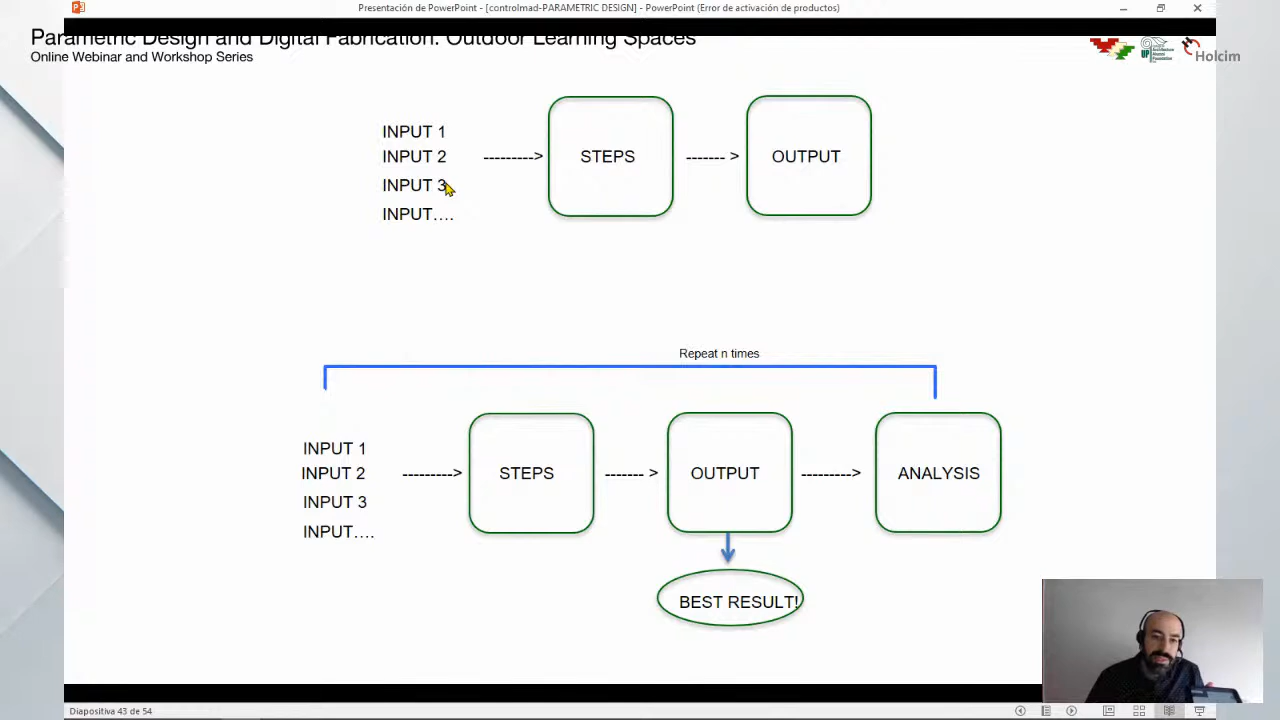 Presentación de PowerPoint - [controlmad-PARAMETRIC DESIGN] - PowerPoint (Error de activación de productos)
Parametric Design and Digital Fabrication: Outdoor Learning Spaces
Online Webinar and Workshop Series
UP
Holcim
INPUT 1
INPUT 2
INPUT 3
INPUT....
---------> STEPS ------- > OUTPUT
Repeat n times
INPUT 1
INPUT 2
INPUT 3
INPUT....
---------> STEPS ------- > OUTPUT ---------> ANALYSIS
BEST RESULT!
Diapositiva 43 de 54